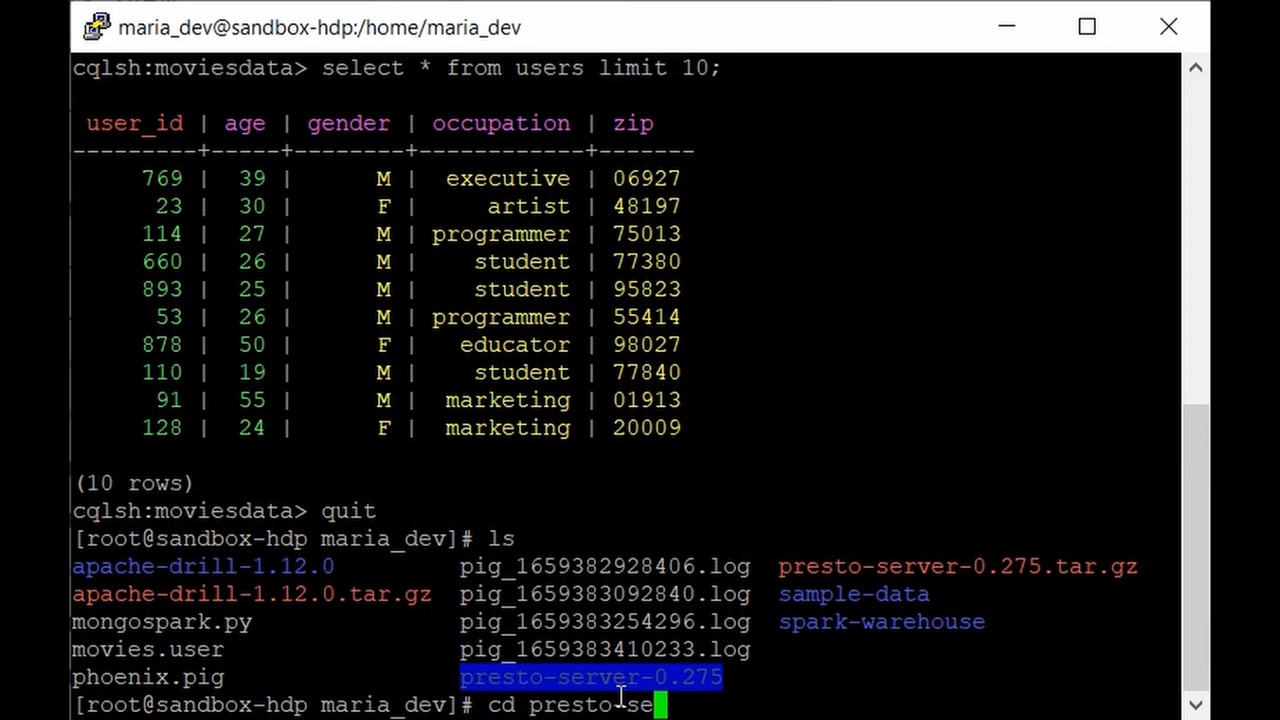 maria_dev@sandbox-hdp:/home/maria_dev
cqlsh:moviesdata> select * from users limit 10;
user_id | age | gender | occupation | zip
---------+-----+--------+------------+-------
769 | 39 | M | executive | 06927
23 | 30 | F | artist | 48197
114 | 27 | M | programmer | 75013
660 | 26 | M | student | 77380
893 | 25 | M | student | 95823
53 | 26 | M | programmer | 55414
878 | 50 | F | educator | 98027
110 | 19 | M | student | 77840
91 | 55 | M | marketing | 01913
128 | 24 | F | marketing | 20009
(10 rows)
cqlsh:moviesdata> quit
[root@sandbox-hdp maria_dev]# ls
apache-drill-1.12.0 pig_1659382928406.log presto-server-0.275.tar.gz
apache-drill-1.12.0.tar.gz pig_1659383092840.log sample-data
mongospark.py pig_1659383254296.log spark-warehouse
movies.user pig_1659383410233.log
phoenix.pig presto-server-0.275
[root@sandbox-hdp maria_dev]# cd presto-se